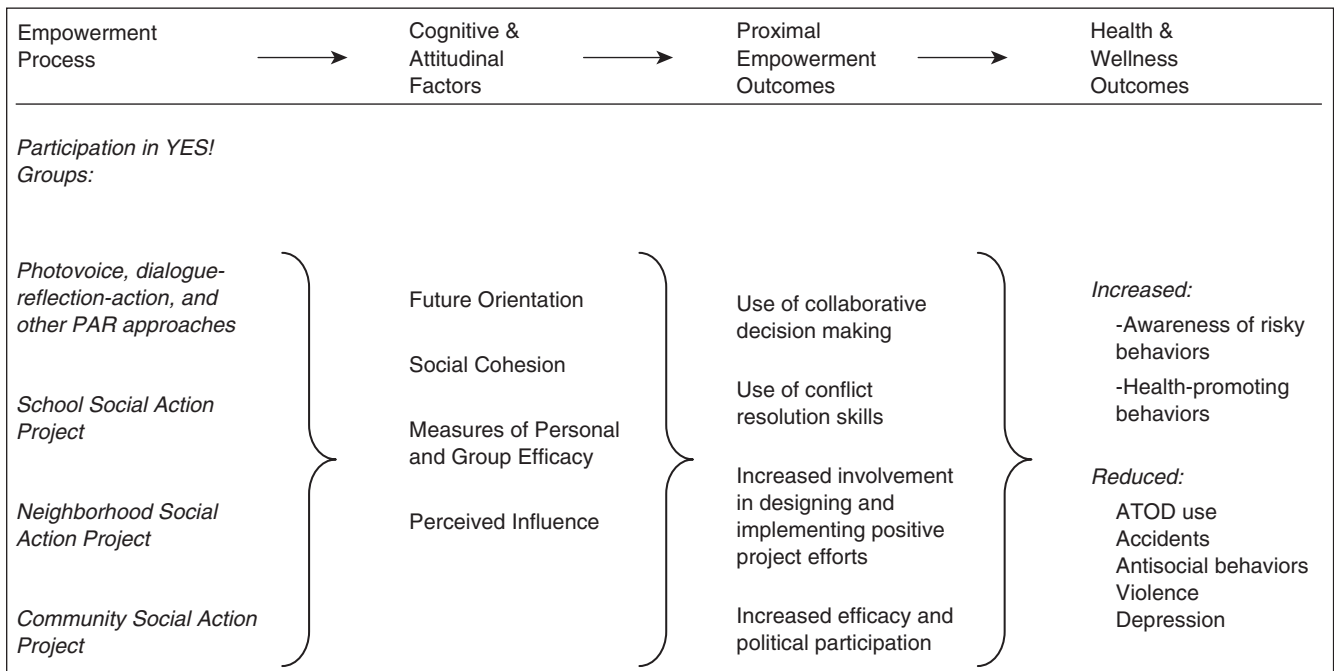 Empowerment
Process
Cognitive &
Attitudinal
Factors
Proximal
Empowerment
Outcomes
Health &
Wellness
Outcomes
Participation in YES!
Groups:
Photovoice, dialogue-
reflection-action, and
other PAR approaches
School Social Action
Project
Neighborhood Social
Action Project
Community Social Action
Project
Future Orientation
Social Cohesion
Measures of Personal
and Group Efficacy
Perceived Influence
Use of collaborative
decision making
Use of conflict
resolution skills
Increased involvement
in designing and
implementing positive
project efforts
Increased efficacy and
political participation
Increased:
-Awareness of risky
behaviors
-Health-promoting
behaviors
Reduced:
ATOD use
Accidents
Antisocial behaviors
Violence
Depression